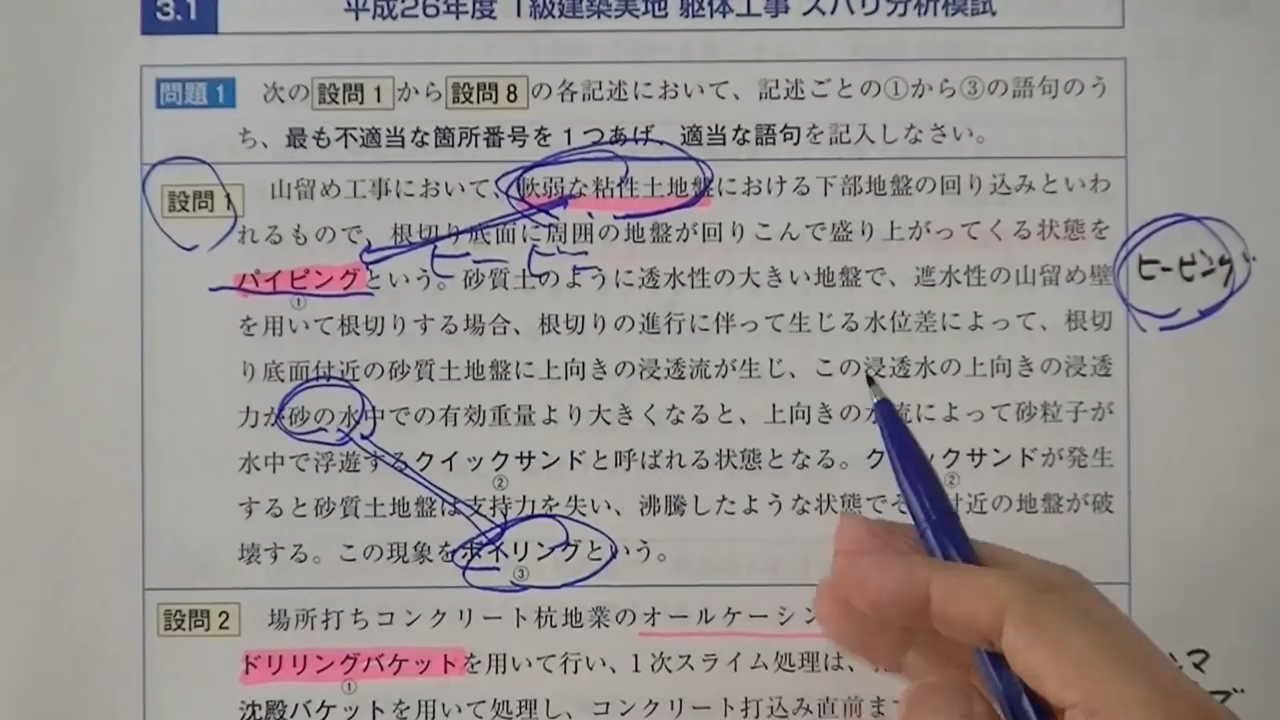 3.1 平成26年度 1級建築実地 躯体工事 ズバリ分析模試
問題1 次の設問1から設問8の各記述において、記述ごとの①から③の語句のう
ち、最も不適当な箇所番号を1つあげ、適当な語句を記入しなさい。
設問1 山留め工事において、軟弱な粘性土地盤における下部地盤の回り込みといわ
れるもので、根切り底面に周囲の地盤が回りこんで盛り上がってくる状態を
パイピングという。砂質土のように透水性の大きい地盤で、遮水性の山留め壁
①
ヒービング
を用いて根切りする場合、根切りの進行に伴って生じる水位差によって、根切
り底面付近の砂質土地盤に上向きの浸透流が生じ、この浸透水の上向きの浸透
力が砂の水中での有効重量より大きくなると、上向きの水流によって砂粒子が
水中で浮遊するクイックサンドと呼ばれる状態となる。クイックサンドが発生
② ②
すると砂質土地盤は支持力を失い、沸騰したような状態でその付近の地盤が破
壊する。この現象をボイリングという。
③
設問2 場所打ちコンクリート杭地業のオールケーシン
ドリリングバケットを用いて行い、1次スライム処理は、
①
沈殿バケットを用いて処理し、コンクリート打込み直前ま